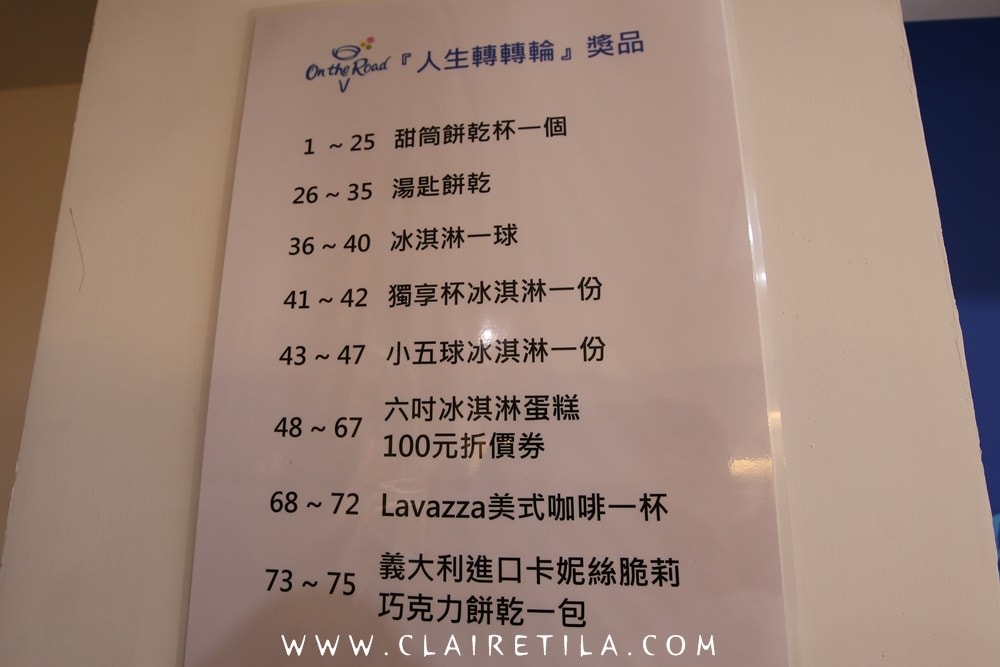 On the Road『人生轉轉輪』獎品
1 ~ 25 甜筒餅乾杯一個
26 ~ 35 湯匙餅乾
36 ~ 40 冰淇淋一球
41 ~ 42 獨享杯冰淇淋一份
43 ~ 47 小五球冰淇淋一份
48 ~ 67 六吋冰淇淋蛋糕
100元折價券
68 ~ 72 Lavazza美式咖啡一杯
73 ~ 75 義大利進口卡妮絲脆莉
巧克力餅乾一包
WWW.CLAIRETILA.COM